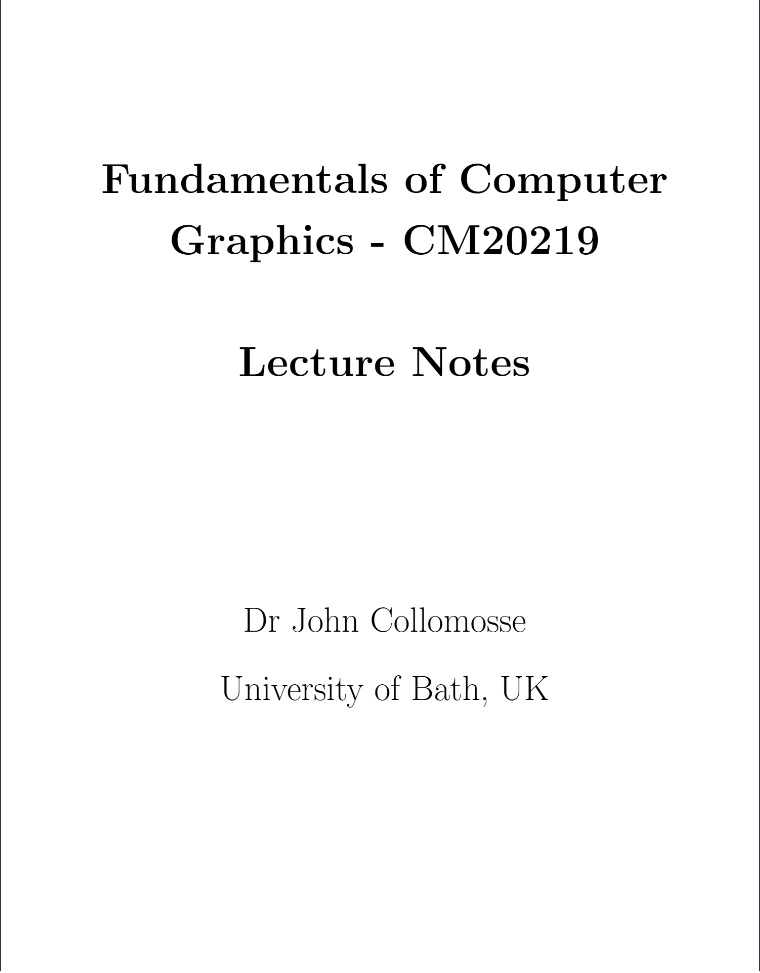 Fundamentals of Computer
Graphics - CM20219
Lecture Notes
Dr John Collomosse
University of Bath, UK